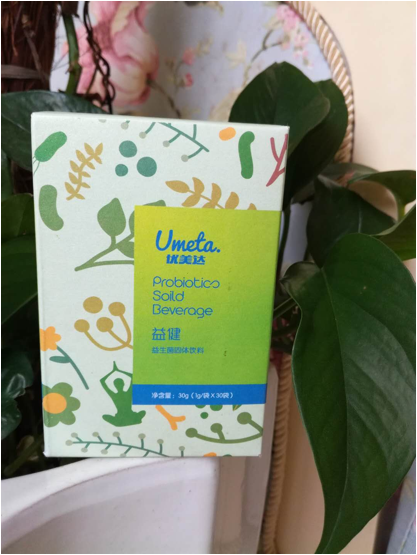 Umeta.
优美达
Probiotics
Soild
Beverage
益健
益生菌固体饮料
净含量：30g（1g/袋×30袋）